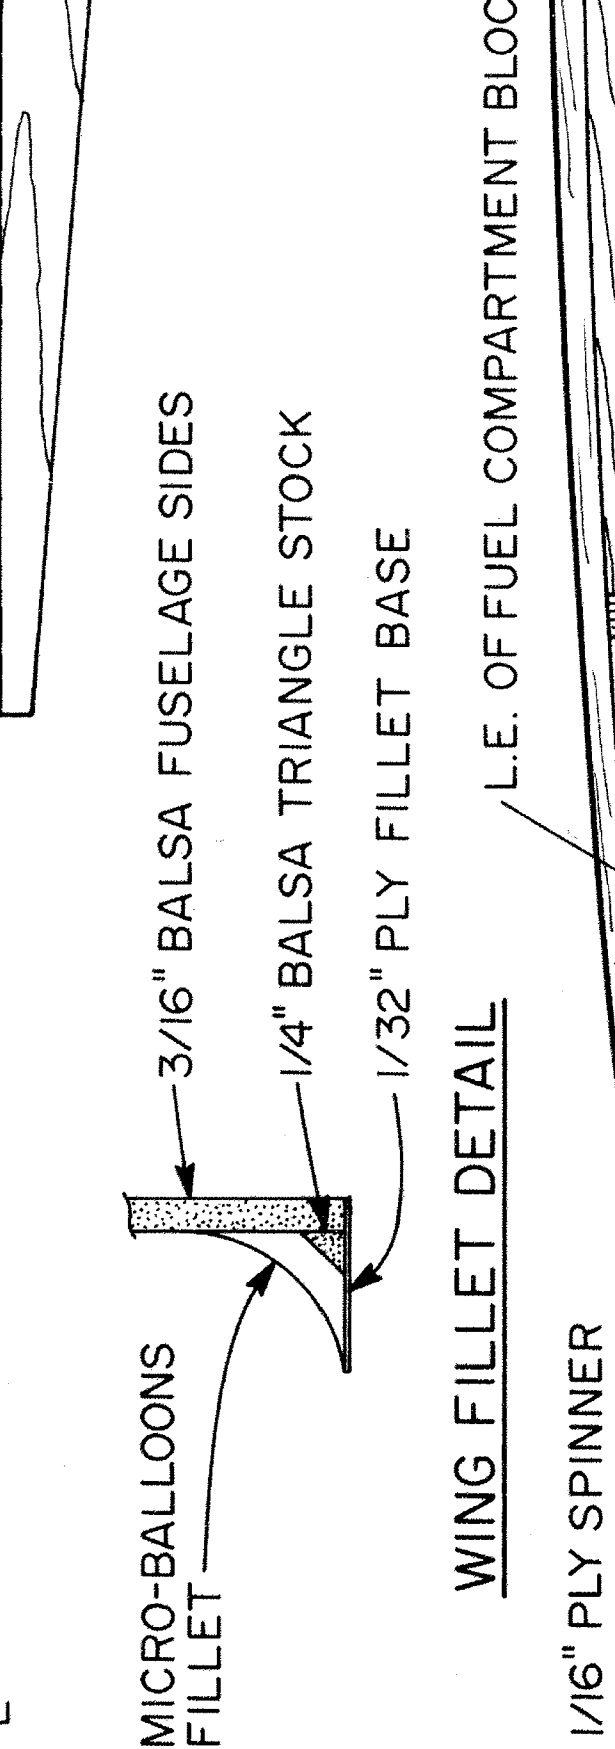 MICRO-BALLOONS
FILLET
3/16" BALSA FUSELAGE SIDES
1/4" BALSA TRIANGLE STOCK
1/32" PLY FILLET BASE
WING FILLET DETAIL
L.E. OF FUEL COMPARTMENT BLOC
1/16" PLY SPINNER